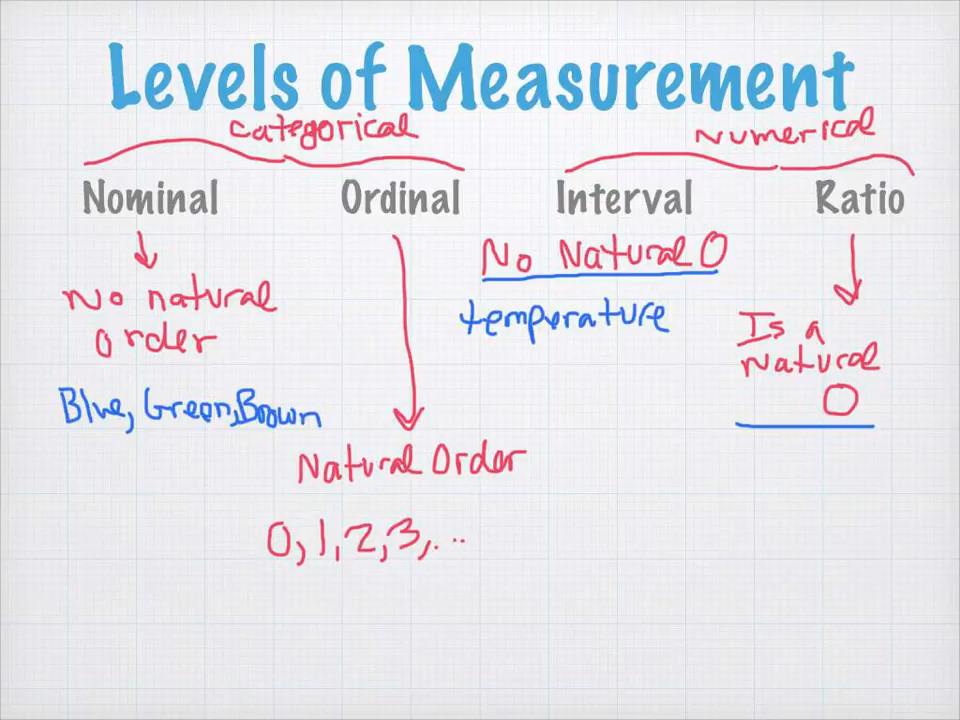 Levels of Measurement
Categorical
Numerical
Nominal
Ordinal
Interval
Ratio
No natural
order
Blue, Green, Brown
Natural Order
0, 1, 2, 3, ...
No Natural 0
temperature
Is a
Natural
0